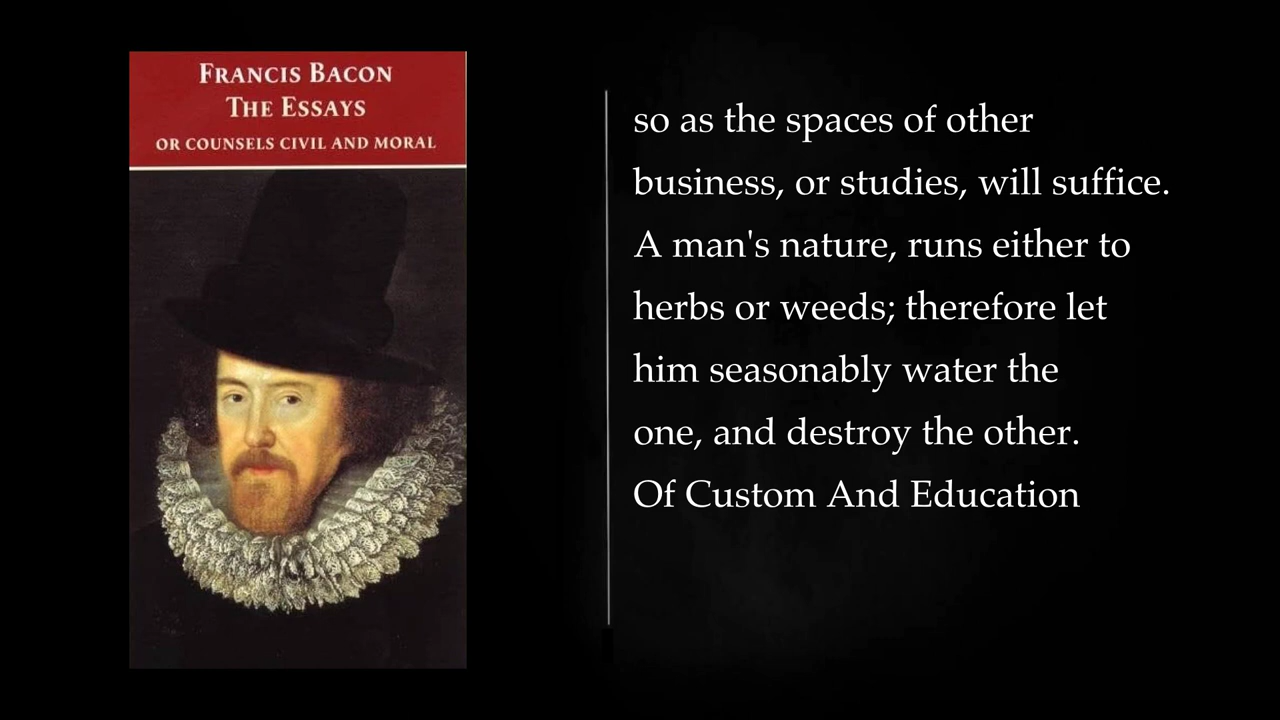 FRANCIS BACON
THE ESSAYS
OR COUNSELS CIVIL AND MORAL
so as the spaces of other
business, or studies, will suffice.
A man's nature, runs either to
herbs or weeds; therefore let
him seasonably water the
one, and destroy the other.
Of Custom And Education